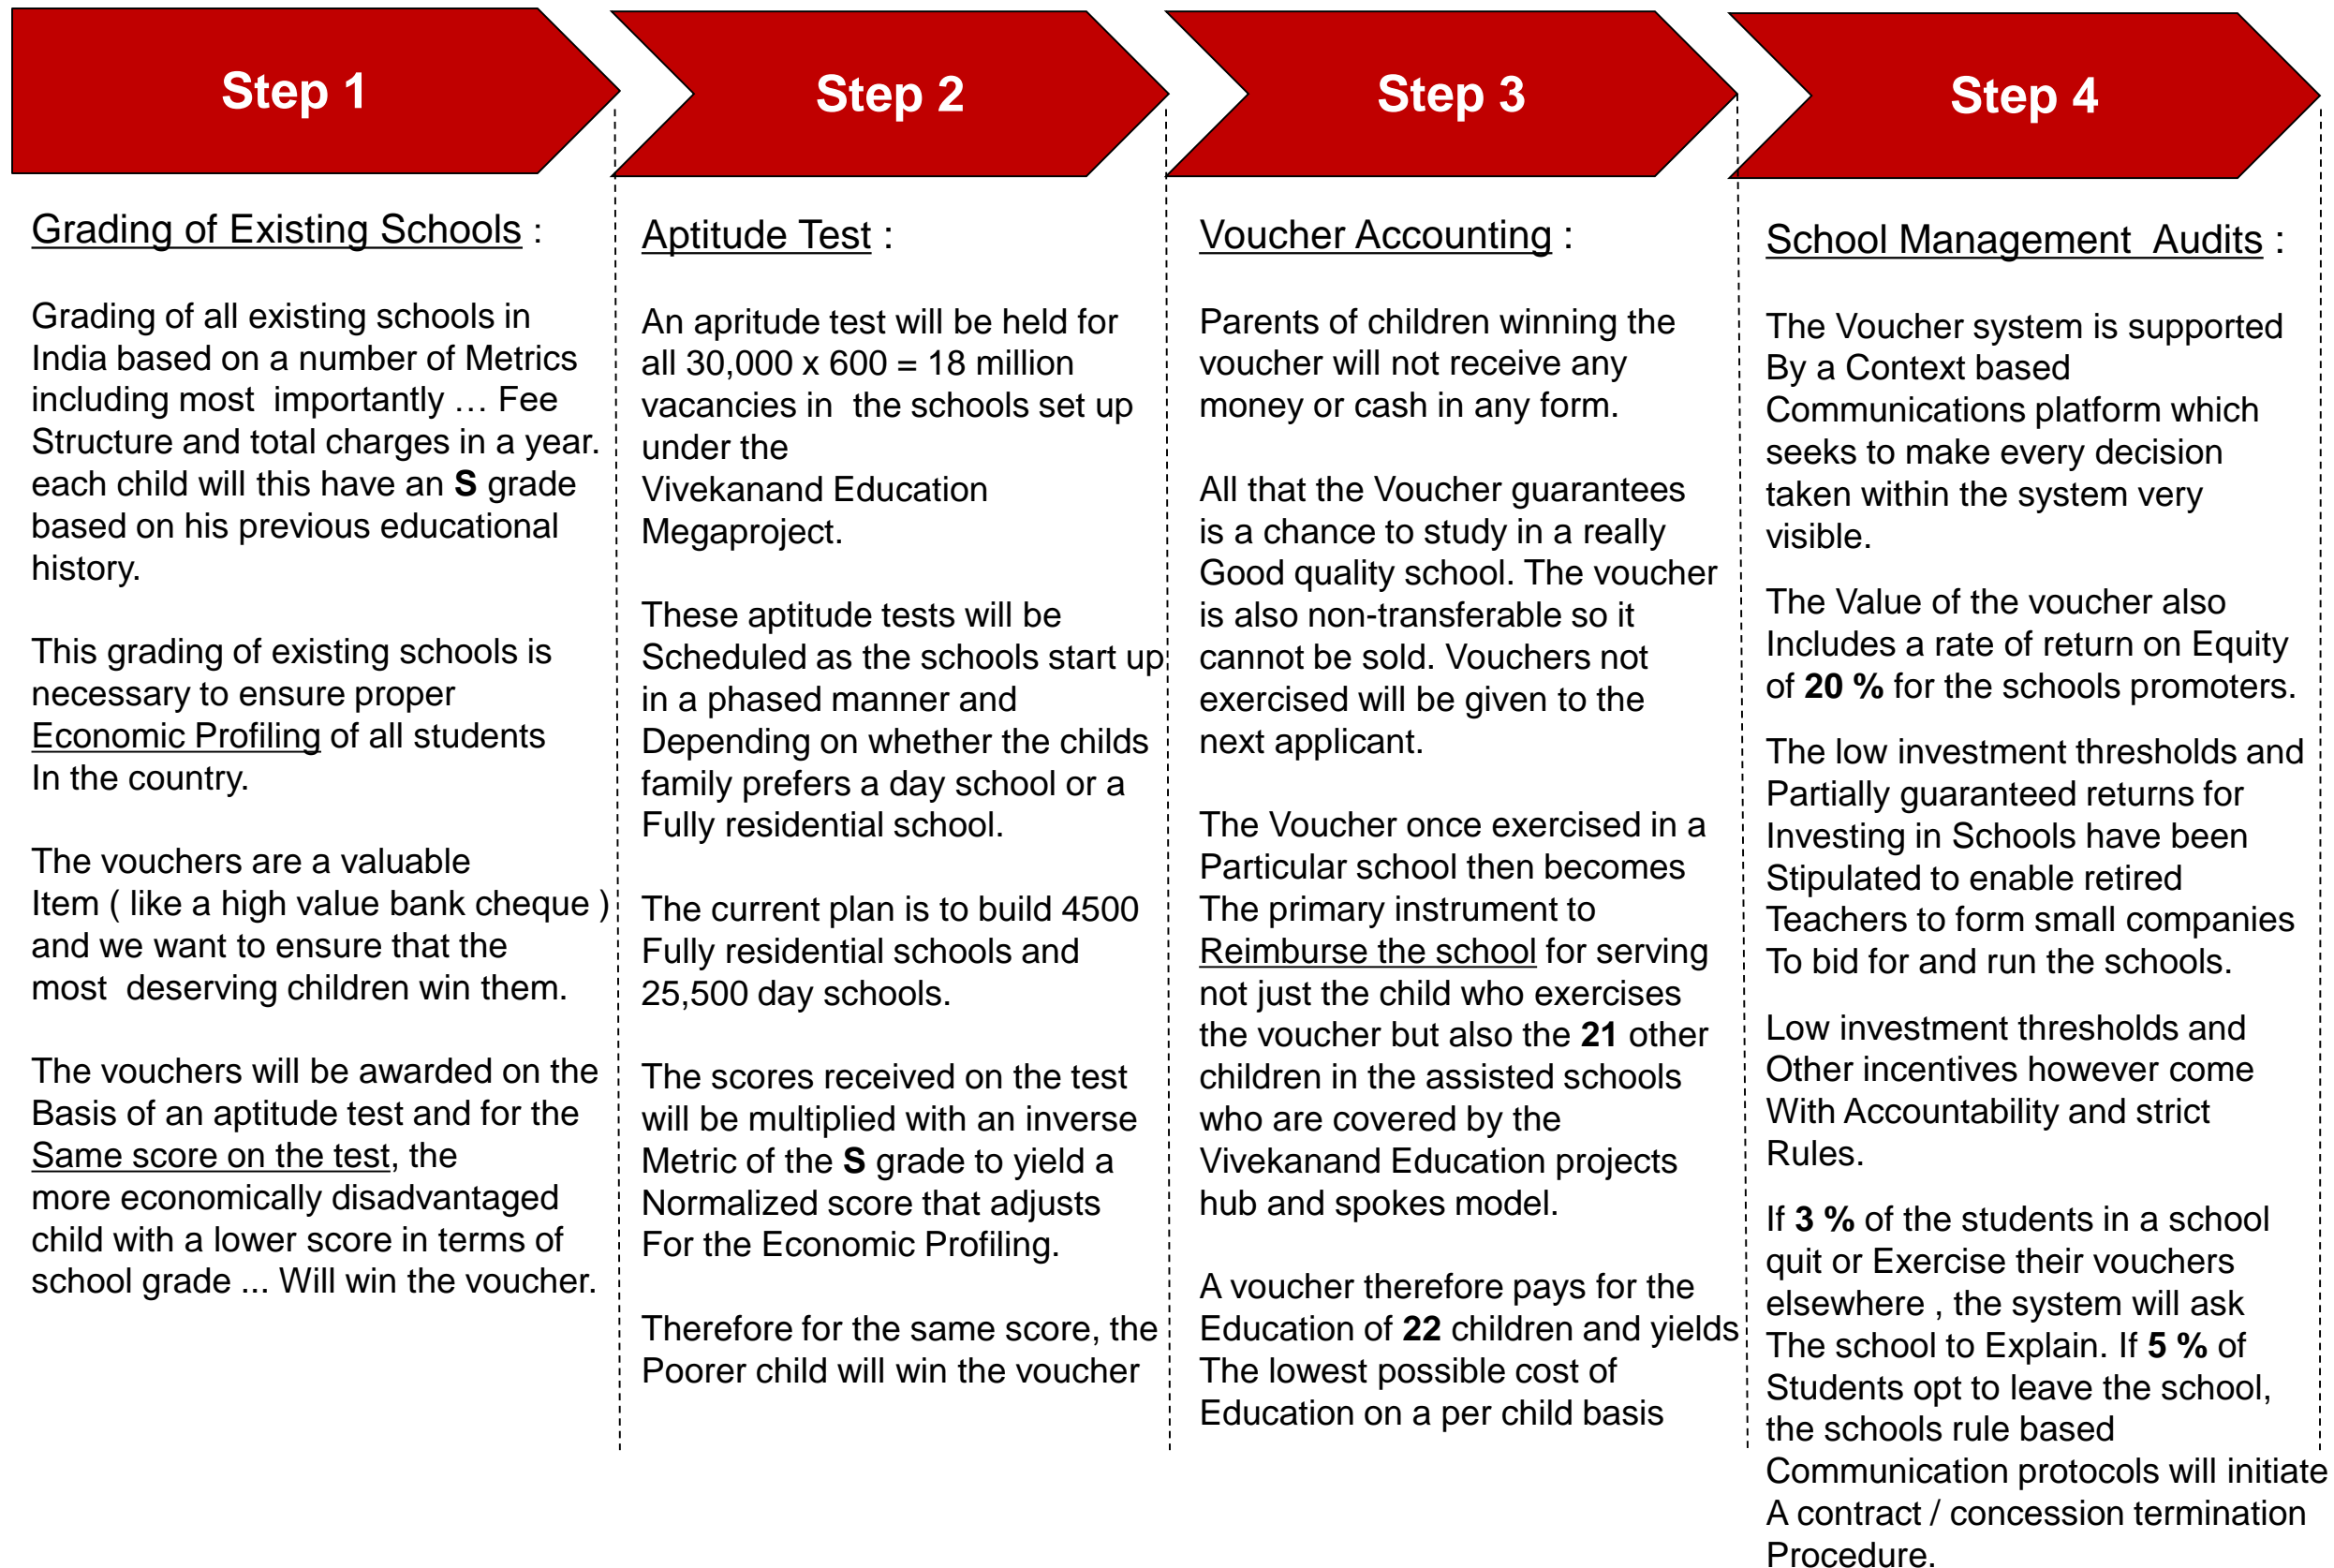 Step 1
Grading of Existing Schools :
Grading of all existing schools in
India based on a number of Metrics
including most  importantly … Fee
Structure and total charges in a year.
each child will this have an S grade
based on his previous educational
history.
This grading of existing schools is
necessary to ensure proper
Economic Profiling of all students
In the country.
The vouchers are a valuable
Item ( like a high value bank cheque )
and we want to ensure that the
most  deserving children win them.
The vouchers will be awarded on the
Basis of an aptitude test and for the
Same score on the test, the
more economically disadvantaged
child with a lower score in terms of
school grade ... Will win the voucher.
Step 2
Aptitude Test :
An apritude test will be held for
all 30,000 x 600 = 18 million
vacancies in  the schools set up
under the
Vivekanand Education
Megaproject.
These aptitude tests will be
Scheduled as the schools start up
in a phased manner and
Depending on whether the childs
family prefers a day school or a
Fully residential school.
The current plan is to build 4500
Fully residential schools and
25,500 day schools.
The scores received on the test
will be multiplied with an inverse
Metric of the S grade to yield a
Normalized score that adjusts
For the Economic Profiling.
Therefore for the same score, the
Poorer child will win the voucher
Step 3
Voucher Accounting :
Parents of children winning the
voucher will not receive any
money or cash in any form.
All that the Voucher guarantees
is a chance to study in a really
Good quality school. The voucher
is also non-transferable so it
cannot be sold. Vouchers not
exercised will be given to the
next applicant.
The Voucher once exercised in a
Particular school then becomes
The primary instrument to
Reimburse the school for serving
not just the child who exercises
the voucher but also the 21 other
children in the assisted schools
who are covered by the
Vivekanand Education projects
hub and spokes model.
A voucher therefore pays for the
Education of 22 children and yields
The lowest possible cost of
Education on a per child basis
Step 4
School Management  Audits :
The Voucher system is supported
By a Context based
Communications platform which
seeks to make every decision
taken within the system very
visible.
The Value of the voucher also
Includes a rate of return on Equity
of 20 % for the schools promoters.
The low investment thresholds and
Partially guaranteed returns for
Investing in Schools have been
Stipulated to enable retired
Teachers to form small companies
To bid for and run the schools.
Low investment thresholds and
Other incentives however come
With Accountability and strict
Rules.
If 3 % of the students in a school
quit or Exercise their vouchers
elsewhere , the system will ask
The school to Explain. If 5 % of
Students opt to leave the school,
the schools rule based
Communication protocols will initiate
A contract / concession termination
Procedure.